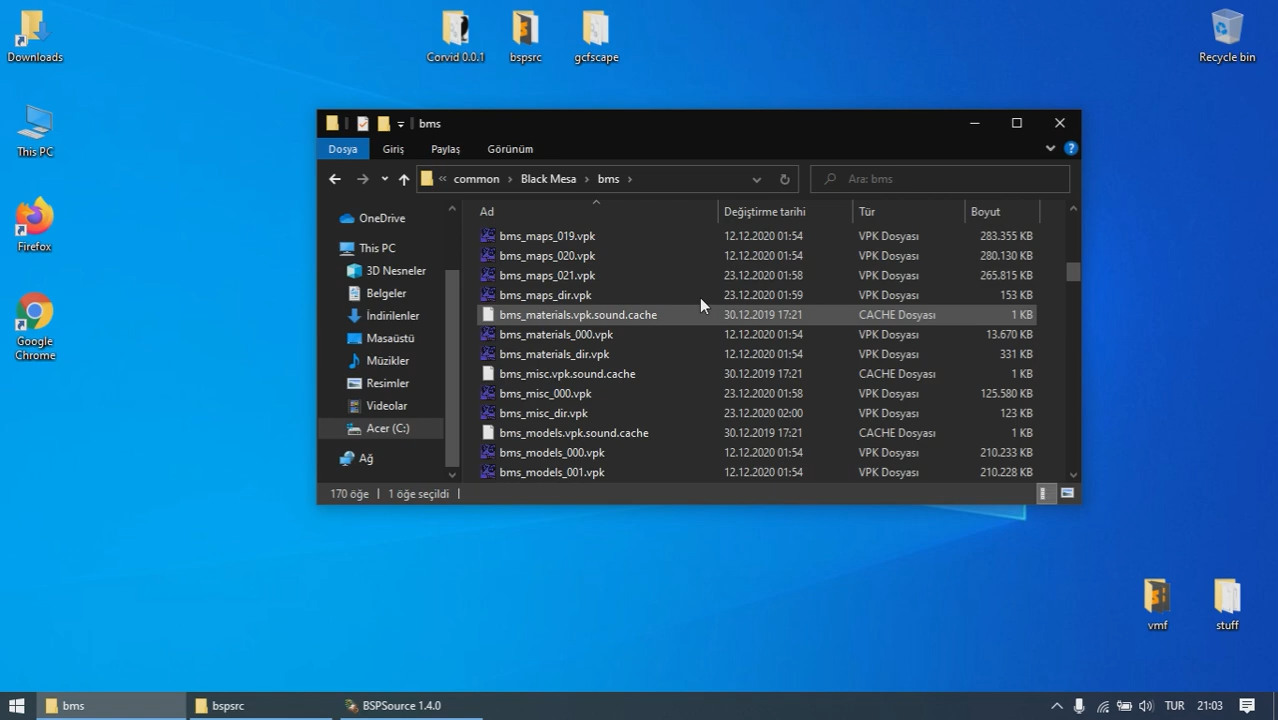 Downloads
Corvid 0.0.1
bspsrc
gcfscape
Recycle bin
This PC
Firefox
Google Chrome
bms
Dosya Giriş Paylaş Görünüm
« common › Black Mesa › bms ›
Ara: bms
OneDrive
This PC
3D Nesneler
Belgeler
İndirilenler
Masaüstü
Müzikler
Resimler
Videolar
Acer (C:)
Ağ
Ad Değiştirme tarihi Tür Boyut
bms_maps_019.vpk 12.12.2020 01:54 VPK Dosyası 283.355 KB
bms_maps_020.vpk 12.12.2020 01:54 VPK Dosyası 280.130 KB
bms_maps_021.vpk 23.12.2020 01:58 VPK Dosyası 265.815 KB
bms_maps_dir.vpk 23.12.2020 01:59 VPK Dosyası 153 KB
bms_materials.vpk.sound.cache 30.12.2019 17:21 CACHE Dosyası 1 KB
bms_materials_000.vpk 12.12.2020 01:54 VPK Dosyası 13.670 KB
bms_materials_dir.vpk 12.12.2020 01:54 VPK Dosyası 331 KB
bms_misc.vpk.sound.cache 30.12.2019 17:21 CACHE Dosyası 1 KB
bms_misc_000.vpk 23.12.2020 01:58 VPK Dosyası 125.580 KB
bms_misc_dir.vpk 23.12.2020 02:00 VPK Dosyası 123 KB
bms_models.vpk.sound.cache 30.12.2019 17:21 CACHE Dosyası 1 KB
bms_models_000.vpk 12.12.2020 01:54 VPK Dosyası 210.233 KB
bms_models_001.vpk 12.12.2020 01:54 VPK Dosyası 210.228 KB
170 öğe 1 öğe seçildi
vmf
stuff
bms
bspsrc
BSPSource 1.4.0
TUR 21:03